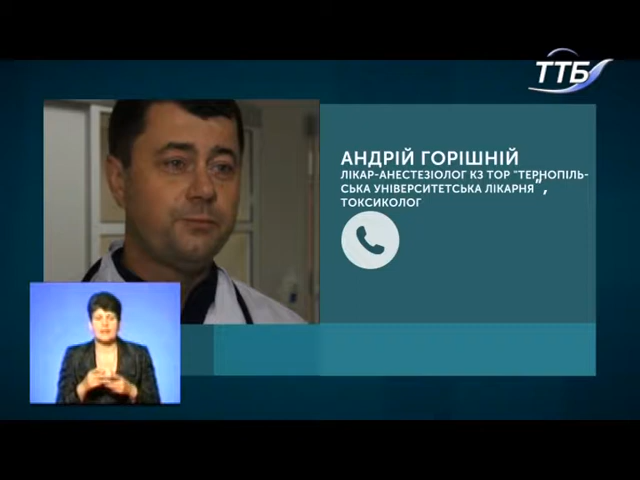 ТТБ
АНДРІЙ ГОРІШНІЙ
ЛІКАР-АНЕСТЕЗІОЛОГ КЗ ТОР "ТЕРНОПІЛЬ-
СЬКА УНІВЕРСИТЕТСЬКА ЛІКАРНЯ",
ТОКСИКОЛОГ